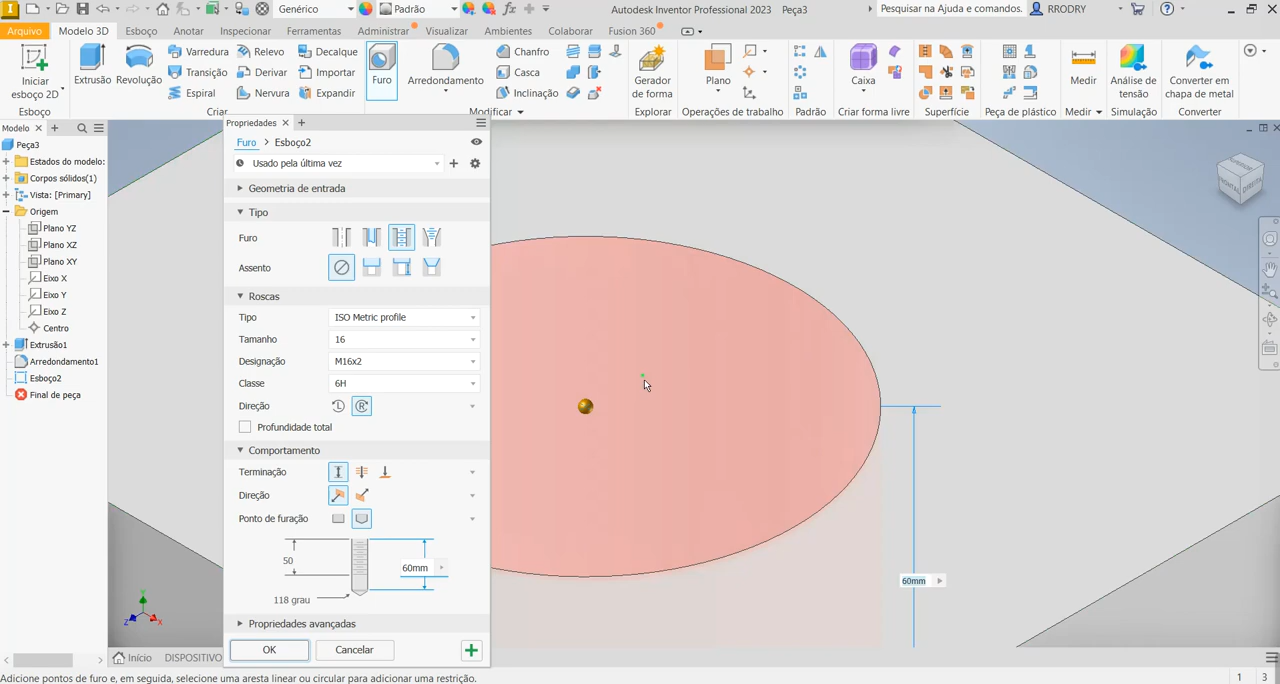 Genérico
Padrão
Autodesk Inventor Professional 2023 Peça3
Pesquisar na Ajuda e comandos.
RRODRY
Arquivo
Modelo 3D
Esboço
Anotar
Inspecionar
Ferramentas
Administrar
Visualizar
Ambientes
Colaborar
Fusion 360
Iniciar
esboço 2D
Extrusão
Revolução
Varredura
Relevo
Decalque
Transição
Derivar
Importar
Espiral
Nervura
Expandir
Furo
Arredondamento
Chanfro
Casca
Inclinação
Gerador
de forma
Plano
Caixa
Medir
Análise de
tensão
Converter em
chapa de metal
Esboço
Criar
Modificar
Explorar
Operações de trabalho
Padrão
Criar forma livre
Superfície
Peça de plástico
Medir
Simulação
Converter
Modelo
Peça3
Estados do modelo:
Corpos sólidos(1)
Vista: [Primary]
Origem
Plano YZ
Plano XZ
Plano XY
Eixo X
Eixo Y
Eixo Z
Centro
Extrusão1
Arredondamento1
Esboço2
Final de peça
Propriedades
Furo > Esboço2
Usado pela última vez
Geometria de entrada
Tipo
Furo
Assento
Roscas
Tipo ISO Metric profile
Tamanho 16
Designação M16x2
Classe 6H
Direção
Profundidade total
Comportamento
Terminação
Direção
Ponto de furação
50
60mm
118 grau
Propriedades avançadas
OK
Cancelar
60mm
SUPERIOR
FRONTAL
DIREITA
Y
Z
X
Início
DISPOSITIVO
Adicione pontos de furo e, em seguida, selecione uma aresta linear ou circular para adicionar uma restrição.
1
3